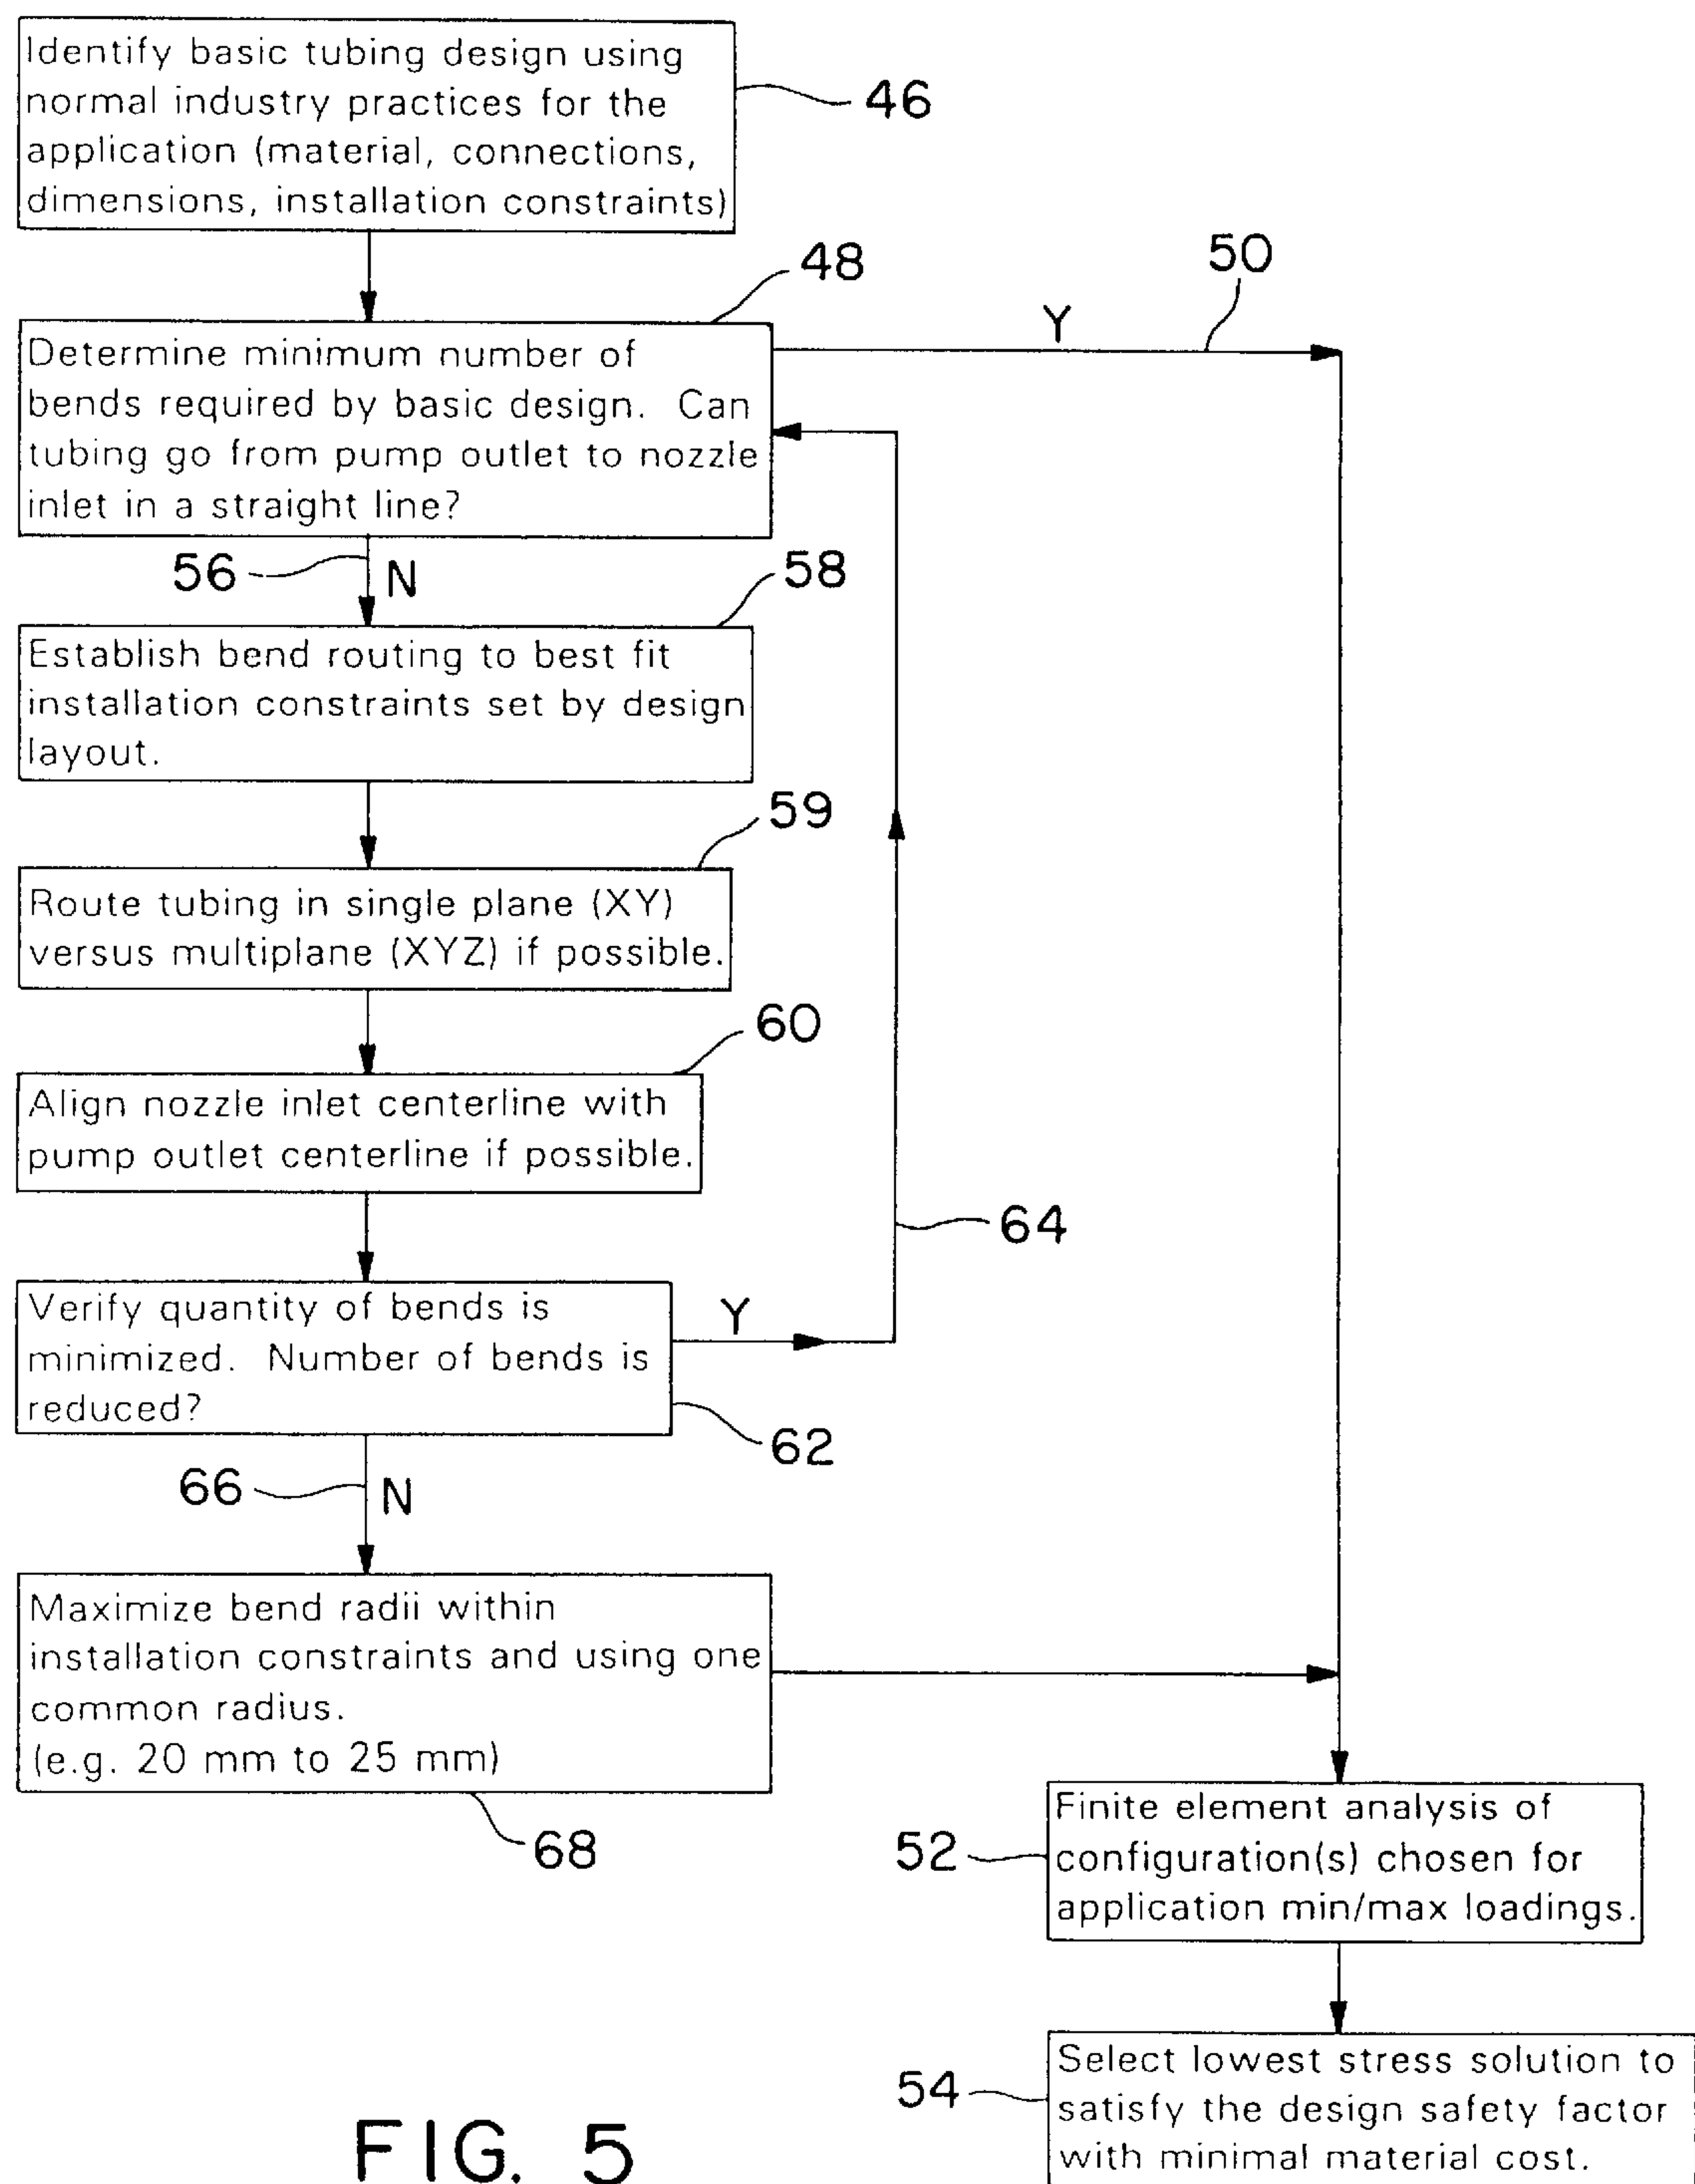 Identify basic tubing design using
normal industry practices for the
application (material, connections,
dimensions, installation constraints)
46
48
50
Y
Determine minimum number of
bends required by basic design. Can
tubing go from pump outlet to nozzle
inlet in a straight line?
56
N
58
Establish bend routing to best fit
installation constraints set by design
layout.
59
Route tubing in single plane (XY)
versus multiplane (XYZ) if possible.
60
Align nozzle inlet centerline with
pump outlet centerline if possible.
64
Verify quantity of bends is
minimized. Number of bends is
reduced?
Y
62
66
N
Maximize bend radii within
installation constraints and using one
common radius.
(e.g. 20 mm to 25 mm)
68
52
Finite element analysis of
configuration(s) chosen for
application min/max loadings.
54
Select lowest stress solution to
satisfy the design safety factor
with minimal material cost.
FIG. 5